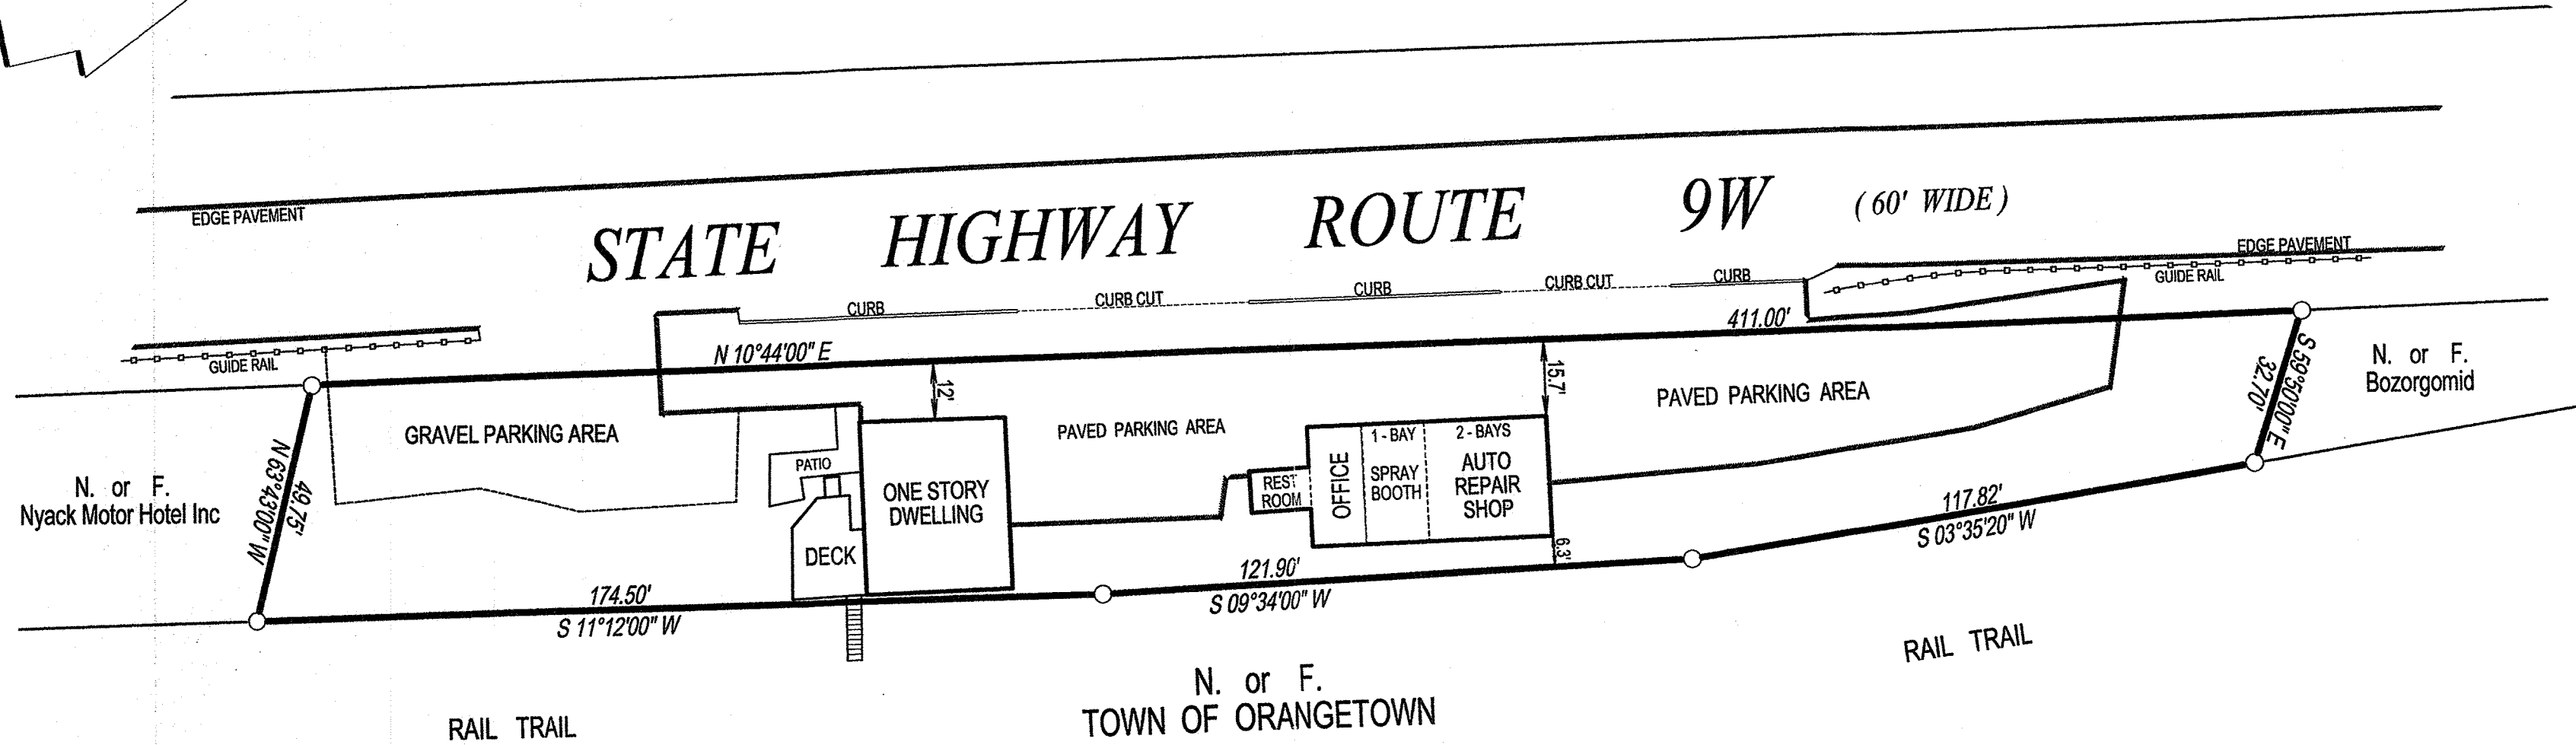 EDGE PAVEMENT
STATE HIGHWAY ROUTE 9W (60' WIDE)
EDGE PAVEMENT
GUIDE RAIL
CURB
CURB CUT
CURB
CURB CUT
CURB
GUIDE RAIL
N 10°44'00" E
411.00'
12'
15.7'
S 59°50'00" E
32.70'
N. or F.
Bozorgomid
GRAVEL PARKING AREA
PAVED PARKING AREA
PAVED PARKING AREA
N. or F.
Nyack Motor Hotel Inc
49.75'
N 63°43'00" W
PATIO
DECK
ONE STORY
DWELLING
REST
ROOM
OFFICE
1 - BAY
SPRAY
BOOTH
2 - BAYS
AUTO
REPAIR
SHOP
6.3'
174.50'
S 11°12'00" W
121.90'
S 09°34'00" W
117.82'
S 03°35'20" W
RAIL TRAIL
N. or F.
TOWN OF ORANGETOWN
RAIL TRAIL